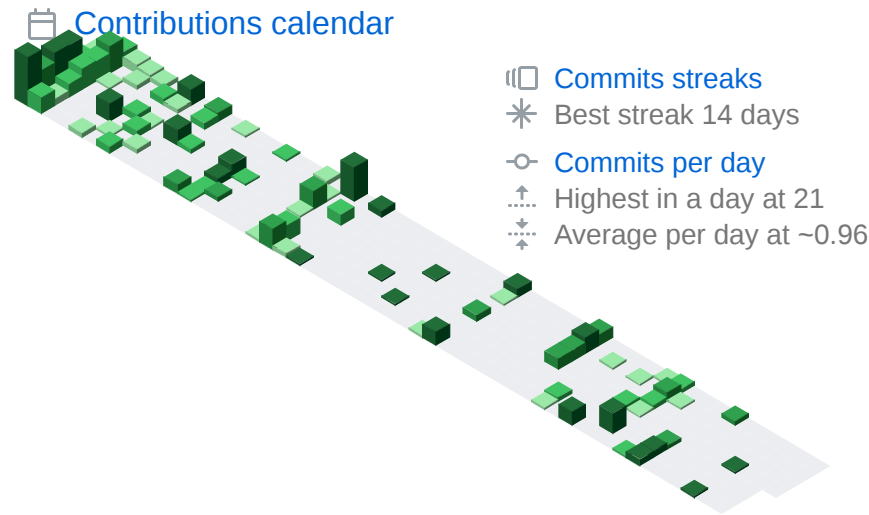 Contributions calendar
Commits streaks
Best streak 14 days
Commits per day
Highest in a day at 21
Average per day at ~0.96